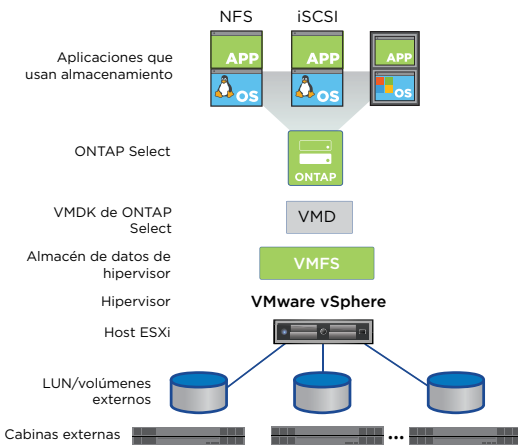 NFS
iSCSI
Aplicaciones que
usan almacenamiento
APP
OS
APP
OS
APP
OS
ONTAP Select
ONTAP
VMDK de ONTAP
Select
VMD
Almacén de datos de
hipervisor
VMFS
Hipervisor
VMware vSphere
Host ESXi
LUN/volúmenes
externos
Cabinas externas
...